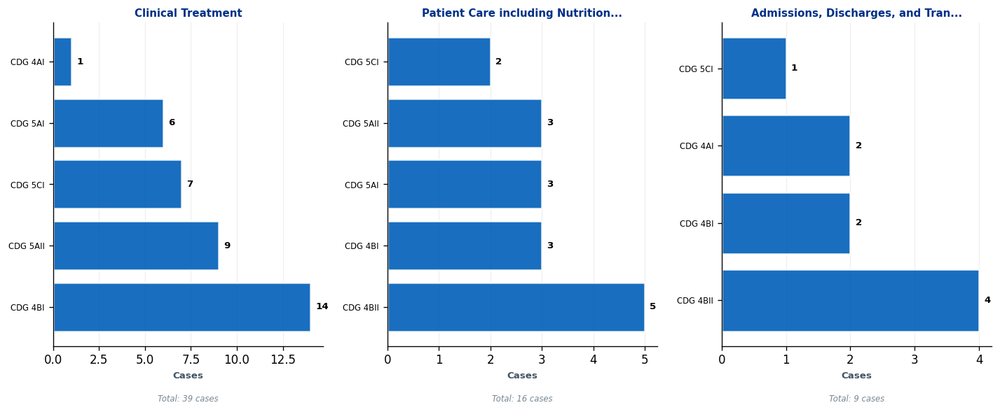 Clinical Treatment
CDG 4AI
1
CDG 5AI
6
CDG 5CI
7
CDG 5AII
9
CDG 4BI
14
0.0 2.5 5.0 7.5 10.0 12.5
Cases
Total: 39 cases
Patient Care including Nutrition...
CDG 5CI
2
CDG 5AII
3
CDG 5AI
3
CDG 4BI
3
CDG 4BII
5
0 1 2 3 4 5
Cases
Total: 16 cases
Admissions, Discharges, and Tran...
CDG 5CI
1
CDG 4AI
2
CDG 4BI
2
CDG 4BII
4
0 1 2 3 4
Cases
Total: 9 cases